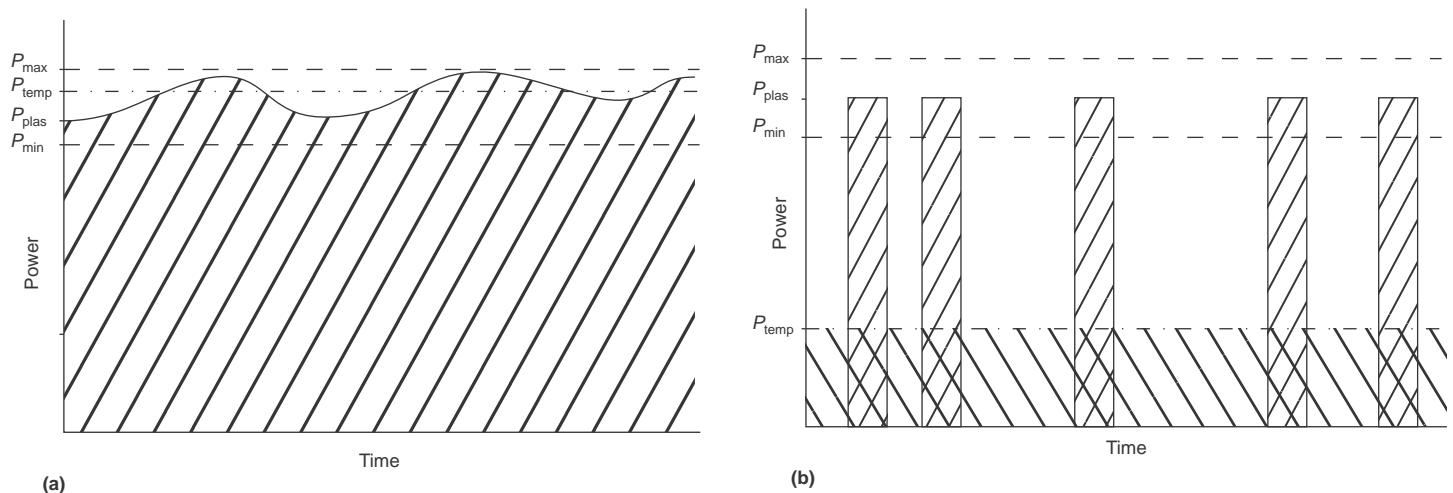 P_max
P_temp
P_plas
P_min
Power
Time
(a)
P_max
P_plas
P_min
P_temp
Power
Time
(b)